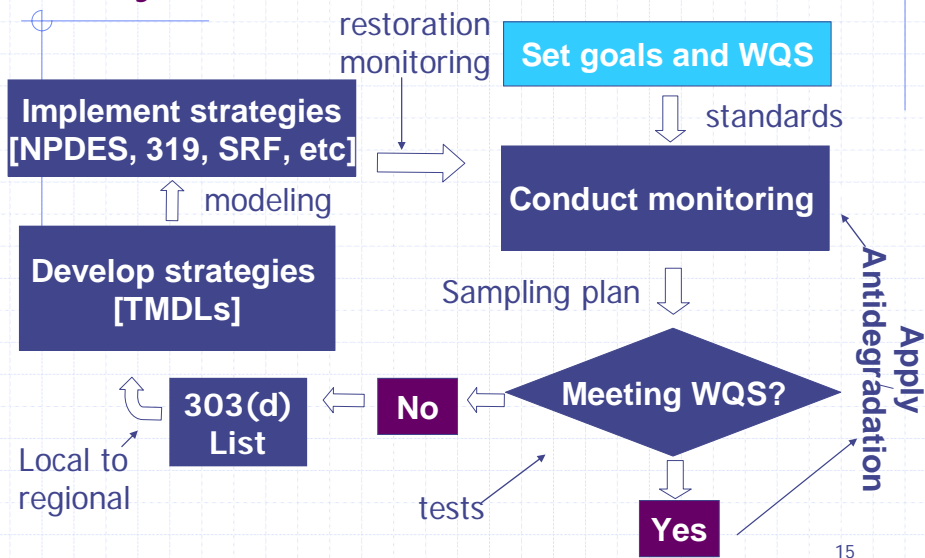 restoration
monitoring
Set goals and WQS
Implement strategies
[NPDES, 319, SRF, etc]
standards
modeling
Conduct monitoring
Develop strategies
[TMDLs]
Sampling plan
Apply
Antidegradation
Meeting WQS?
No
303(d)
List
Local to
regional
tests
Yes
15